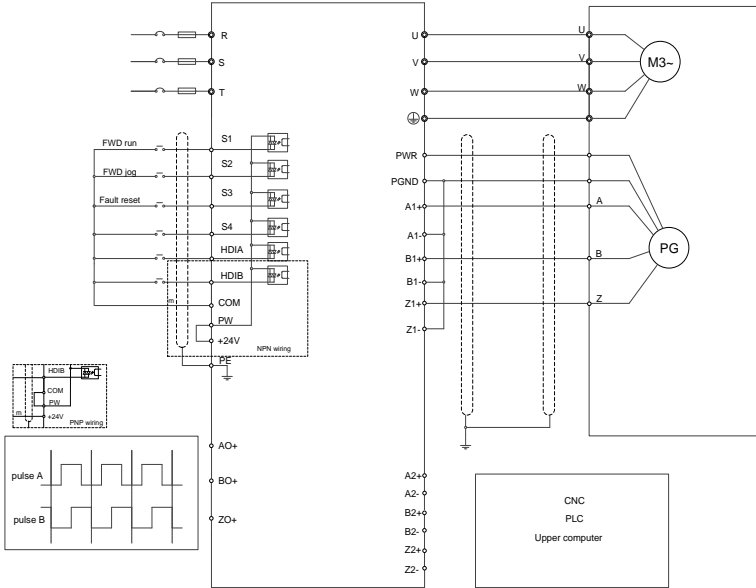 R
S
T
FWD run
S1
FWD jog
S2
Fault reset
S3
S4
HDIA
HDIB
m
COM
PW
+24V
NPN wiring
PE
HDIB
COM
PW
m
+24V
PNP wiring
pulse A
pulse B
AO+
BO+
ZO+
U
V
W
PWR
PGND
A1+
A1-
B1+
B1-
Z1+
Z1-
A2+
A2-
B2+
B2-
Z2+
Z2-
U
V
W
M3~
A
B
Z
PG
CNC
PLC
Upper computer